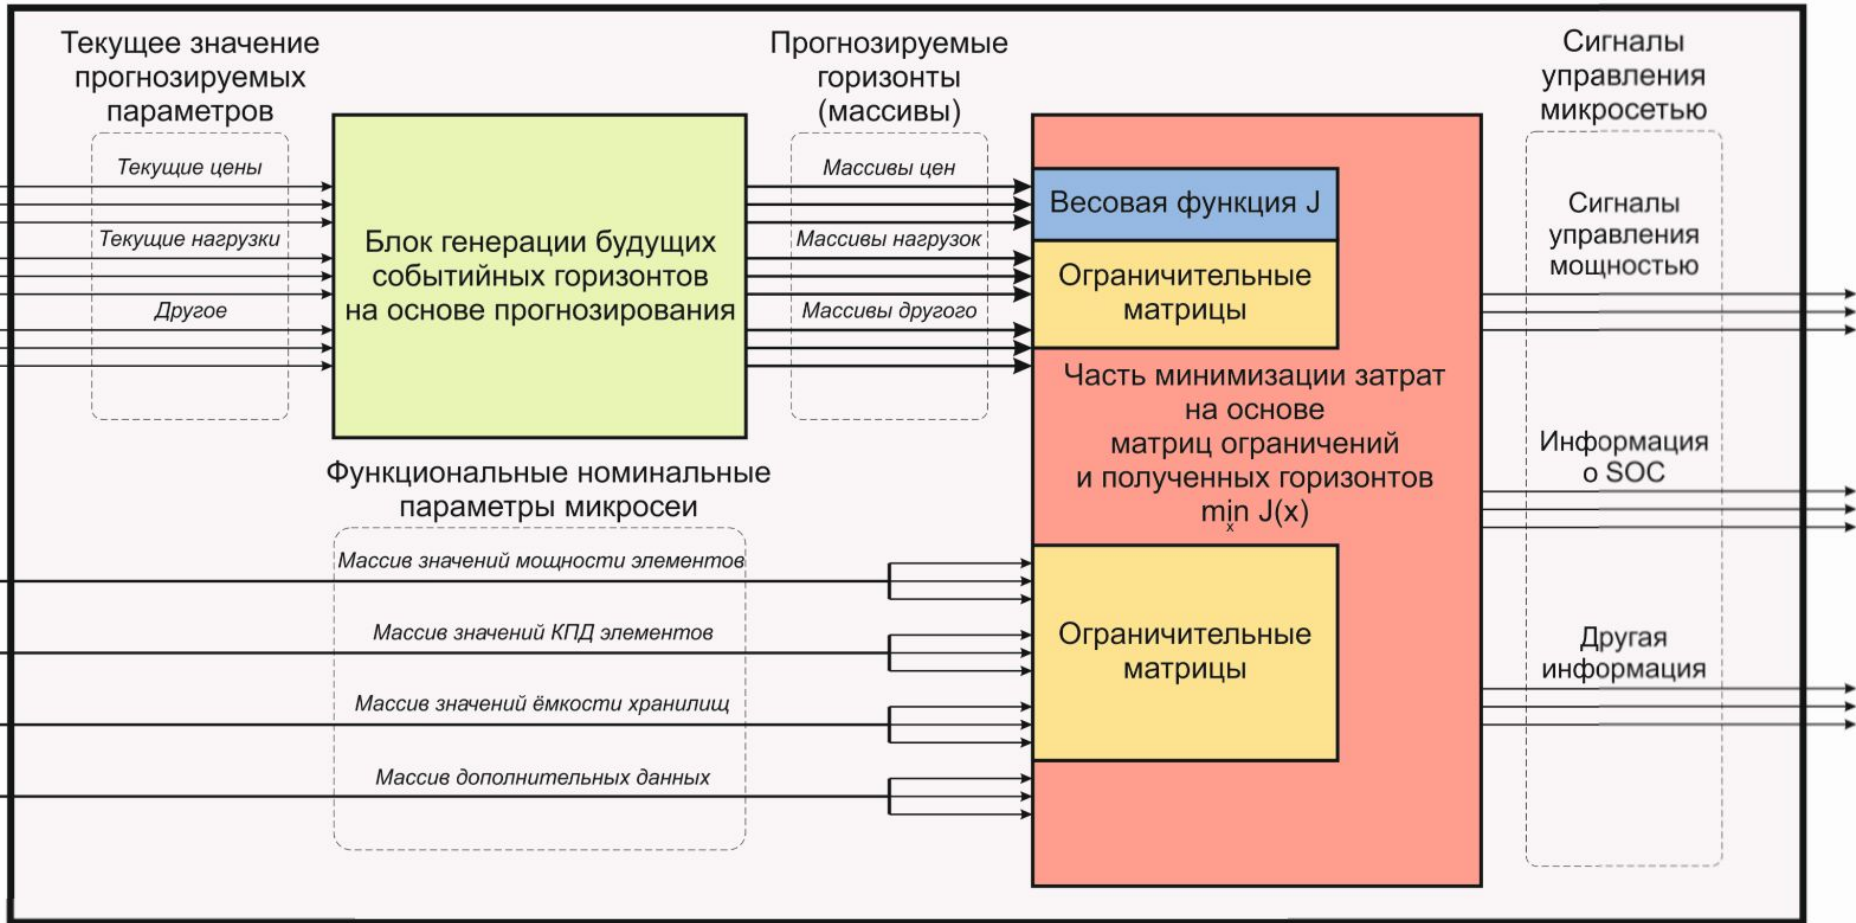 Текущее значение
прогнозируемых
параметров
Текущие цены
Текущие нагрузки
Другое
Блок генерации будущих
событийных горизонтов
на основе прогнозирования
Прогнозируемые
горизонты
(массивы)
Массивы цен
Массивы нагрузок
Массивы другого
Весовая функция J
Ограничительные
матрицы
Часть минимизации затрат
на основе
матриц ограничений
и полученных горизонтов
min J(x)
x
Ограничительные
матрицы
Функциональные номинальные
параметры микросеи
Массив значений мощности элементов
Массив значений КПД элементов
Массив значений ёмкости хранилищ
Массив дополнительных данных
Сигналы
управления
микросетью
Сигналы
управления
мощностью
Информация
о SOC
Другая
информация